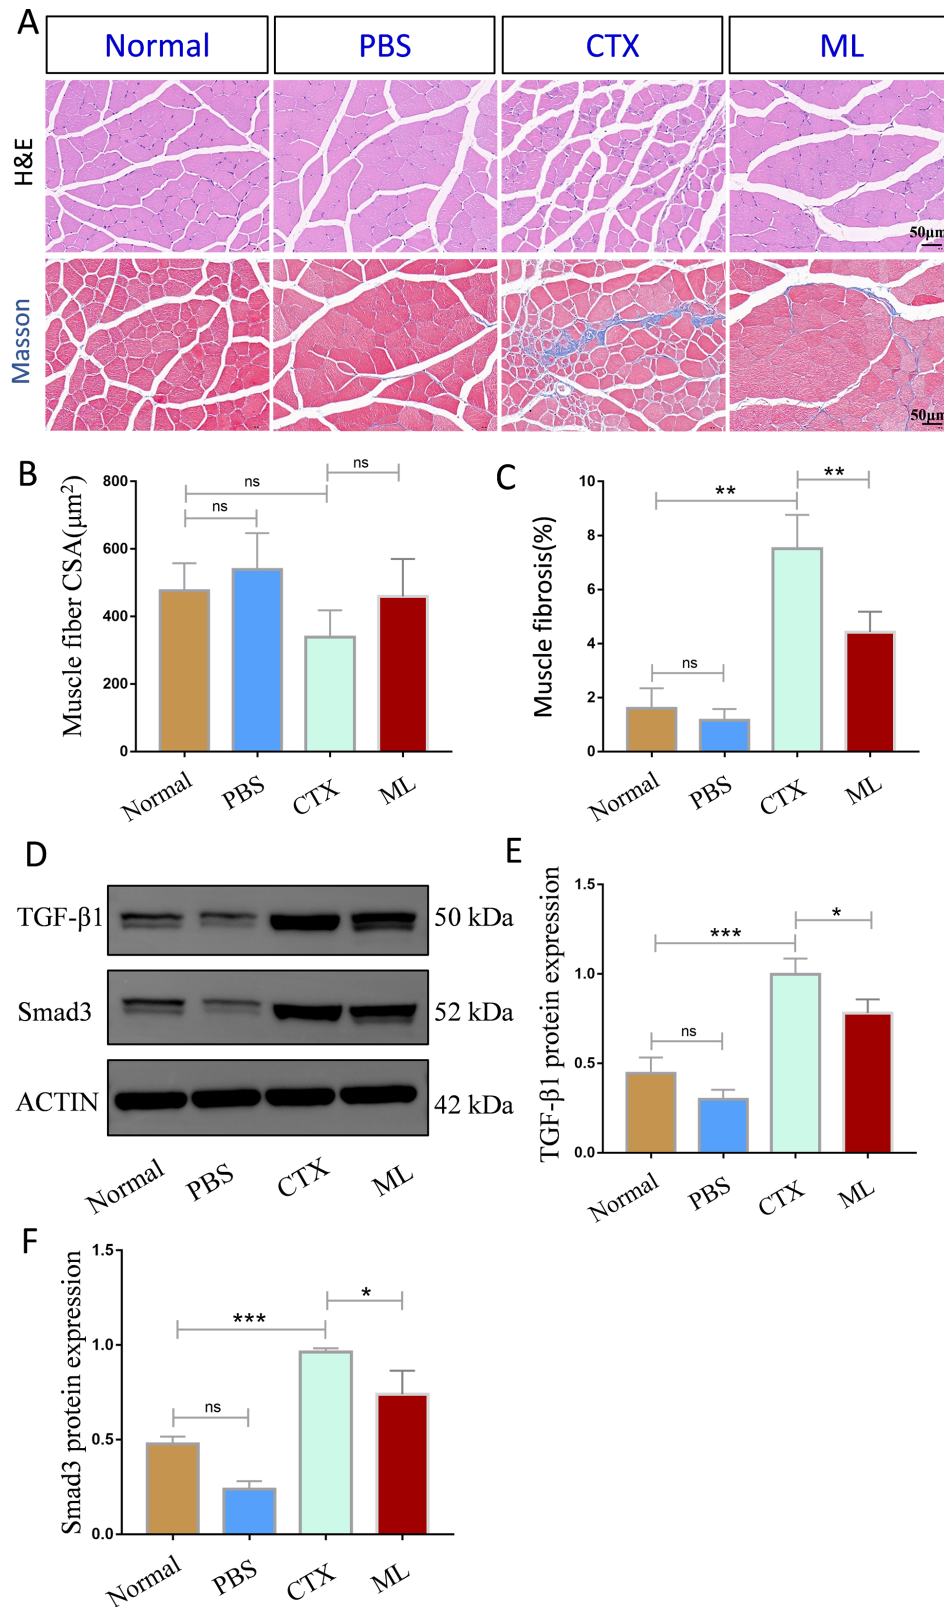 A
Normal PBS CTX ML
H&E
50μm
Masson
50μm
B
Muscle fiber CSA(μm²)
800
600
400
200
0
ns
ns
ns
Normal PBS CTX ML
C
Muscle fibrosis(%)
10
8
6
4
2
0
**
**
ns
Normal PBS CTX ML
D
TGF-β1 50 kDa
Smad3 52 kDa
ACTIN 42 kDa
Normal PBS CTX ML
E
TGF-β1 protein expression
1.5
1.0
0.5
0.0
***
*
ns
Normal PBS CTX ML
F
Smad3 protein expression
1.5
1.0
0.5
0.0
***
*
ns
Normal PBS CTX ML